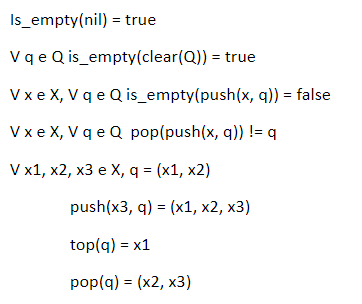 Is_empty(nil) = true
V q e Q is_empty(clear(Q)) = true
V x e X, V q e Q is_empty(push(x, q)) = false
V x e X, V q e Q  pop(push(x, q)) != q
V x1, x2, x3 e X, q = (x1, x2)
push(x3, q) = (x1, x2, x3)
top(q) = x1
pop(q) = (x2, x3)